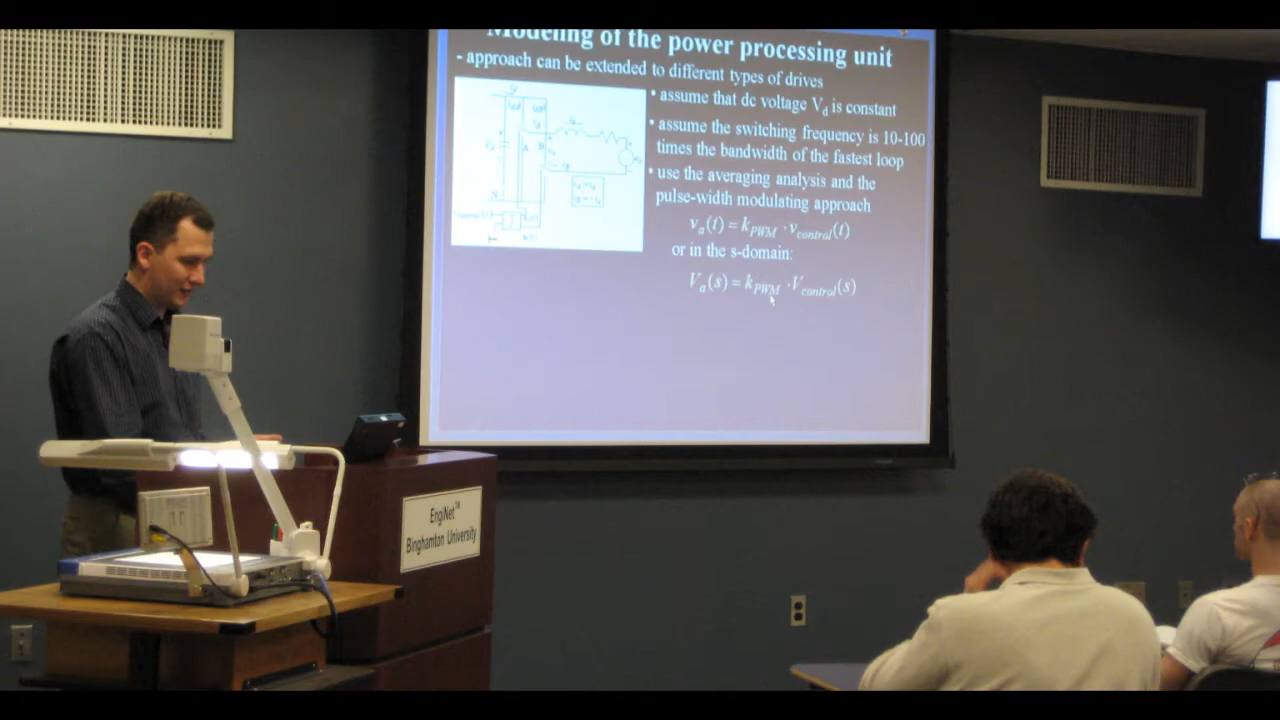 Modeling of the power processing unit
- approach can be extended to different types of drives
• assume that dc voltage V_d is constant
• assume the switching frequency is 10-100
times the bandwidth of the fastest loop
• use the averaging analysis and the
pulse-width modulating approach
v_a(t) = k_PWM · v_control(t)
or in the s-domain:
V_a(s) = k_PWM · V_control(s)
EngiNet™
Binghamton University